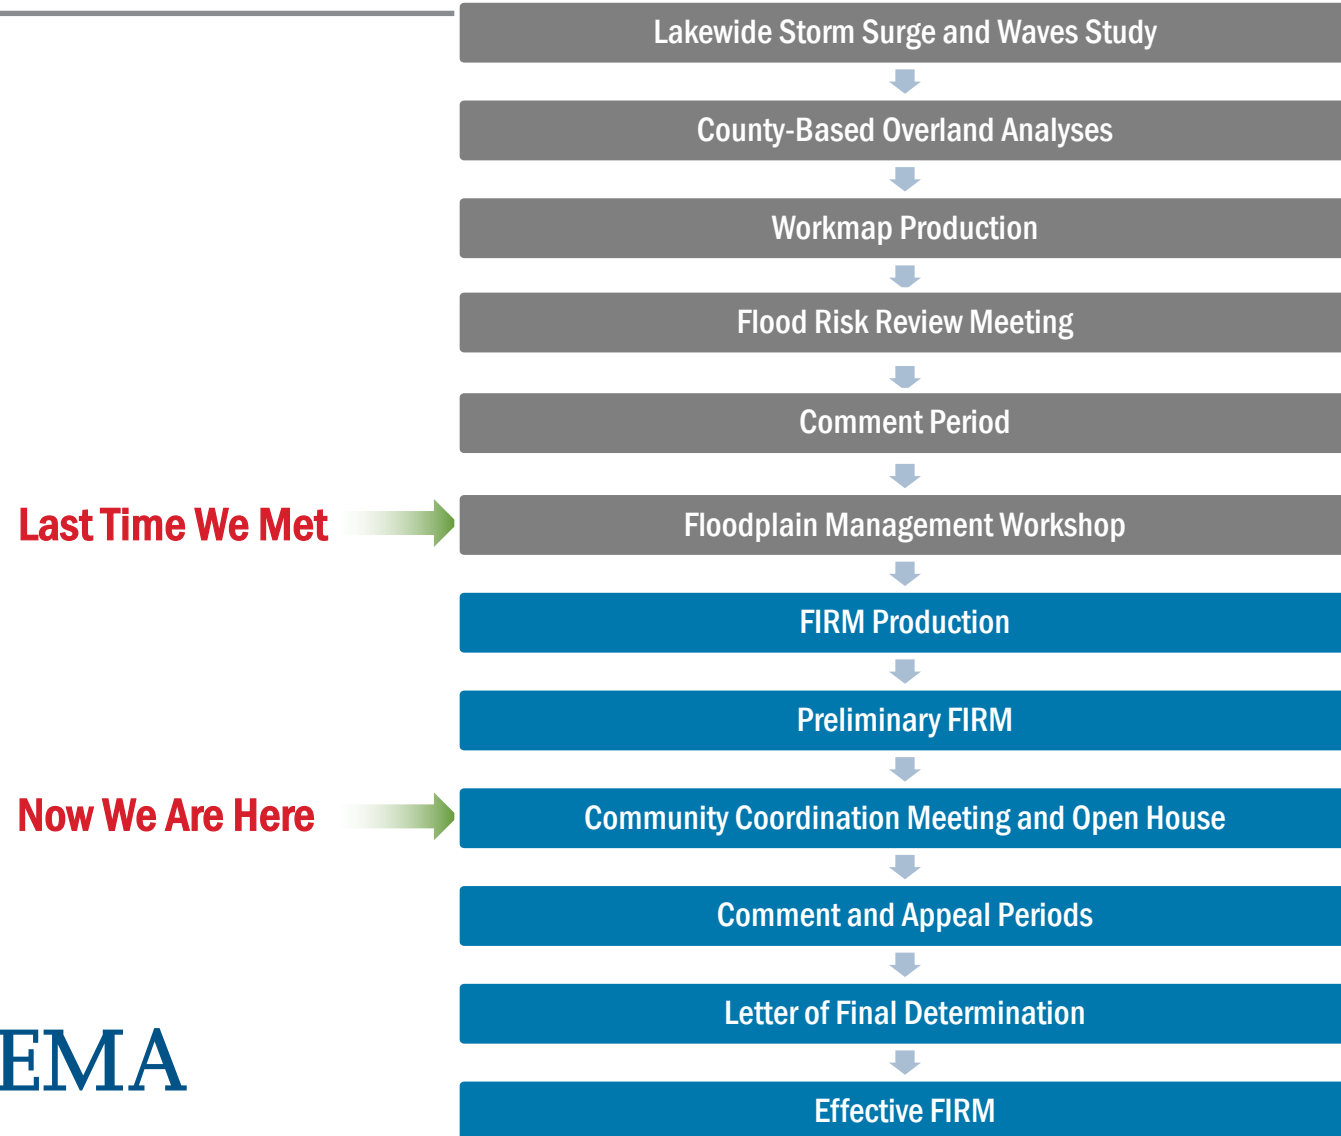 Lakewide Storm Surge and Waves Study
County-Based Overland Analyses
Workmap Production
Flood Risk Review Meeting
Comment Period
Last Time We Met
Floodplain Management Workshop
FIRM Production
Preliminary FIRM
Now We Are Here
Community Coordination Meeting and Open House
Comment and Appeal Periods
Letter of Final Determination
EMA
Effective FIRM